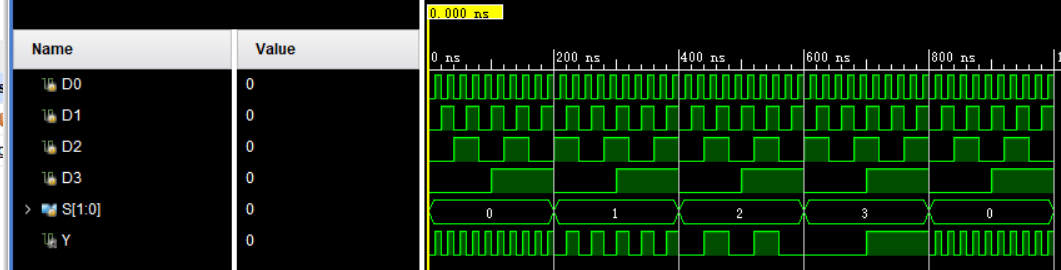 0.000 ns
Name Value
0 ns 200 ns 400 ns 600 ns 800 ns
D0 0
D1 0
D2 0
D3 0
> S[1:0] 0 0 1 2 3 0
Y 0